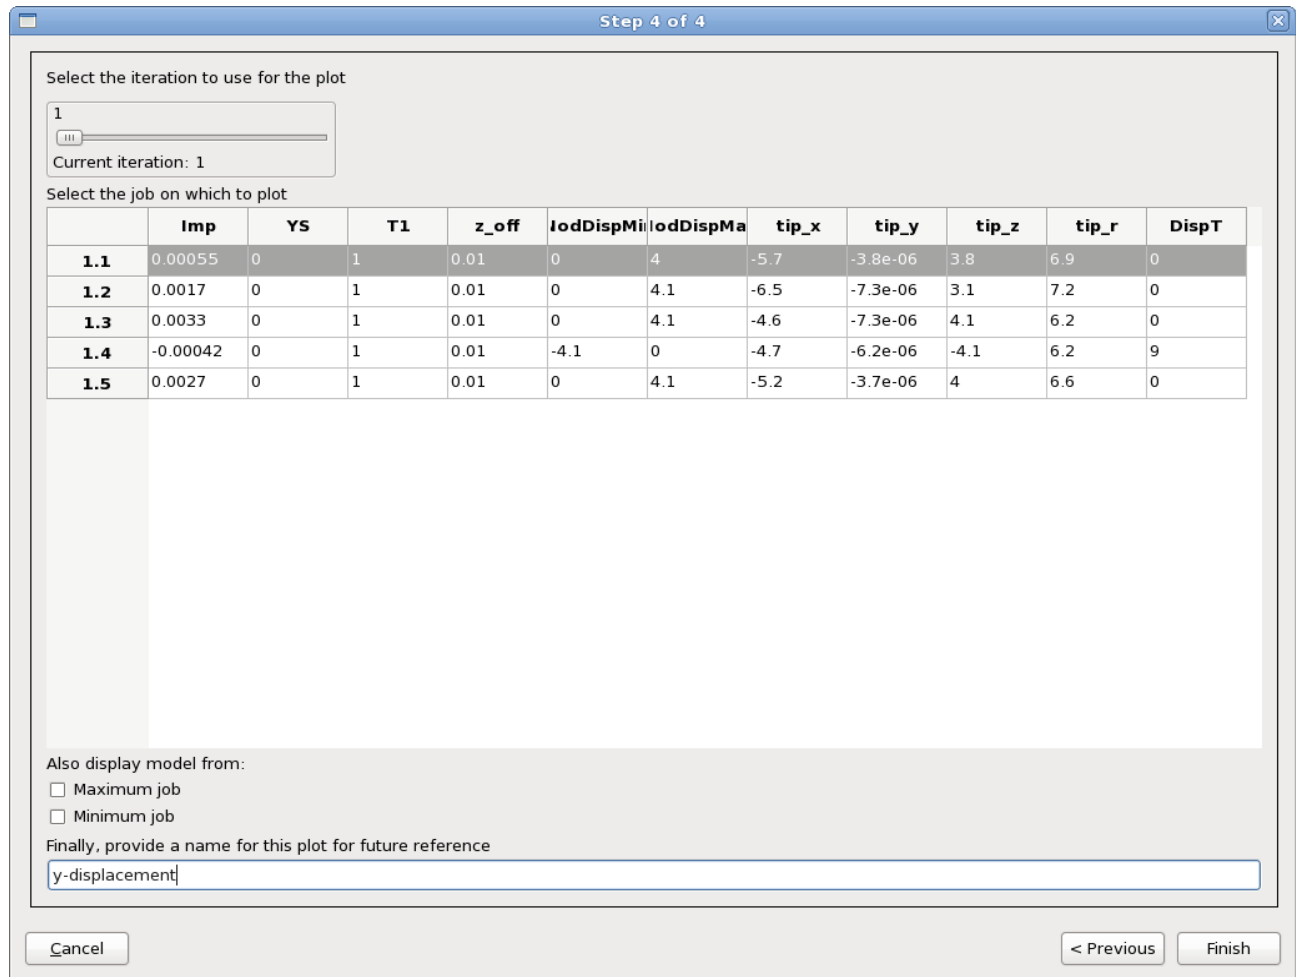 Step 4 of 4
Select the iteration to use for the plot
1
Current iteration: 1
Select the job on which to plot
Imp YS T1 z_off tip_x tip_y tip_z tip_r DispT
1.1 0.00055 0 1 0.01 0 4 -5.7 -3.8e-06 3.8 6.9 0
1.2 0.0017 0 1 0.01 0 4.1 -6.5 -7.3e-06 3.1 7.2 0
1.3 0.0033 0 1 0.01 0 4.1 -4.6 -7.3e-06 4.1 6.2 0
1.4 -0.00042 0 1 0.01 -4.1 0 -4.7 -6.2e-06 -4.1 6.2 9
1.5 0.0027 0 1 0.01 0 4.1 -5.2 -3.7e-06 4 6.6 0
Also display model from:
Maximum job
Minimum job
Finally, provide a name for this plot for future reference
y-displacement
Cancel < Previous Finish